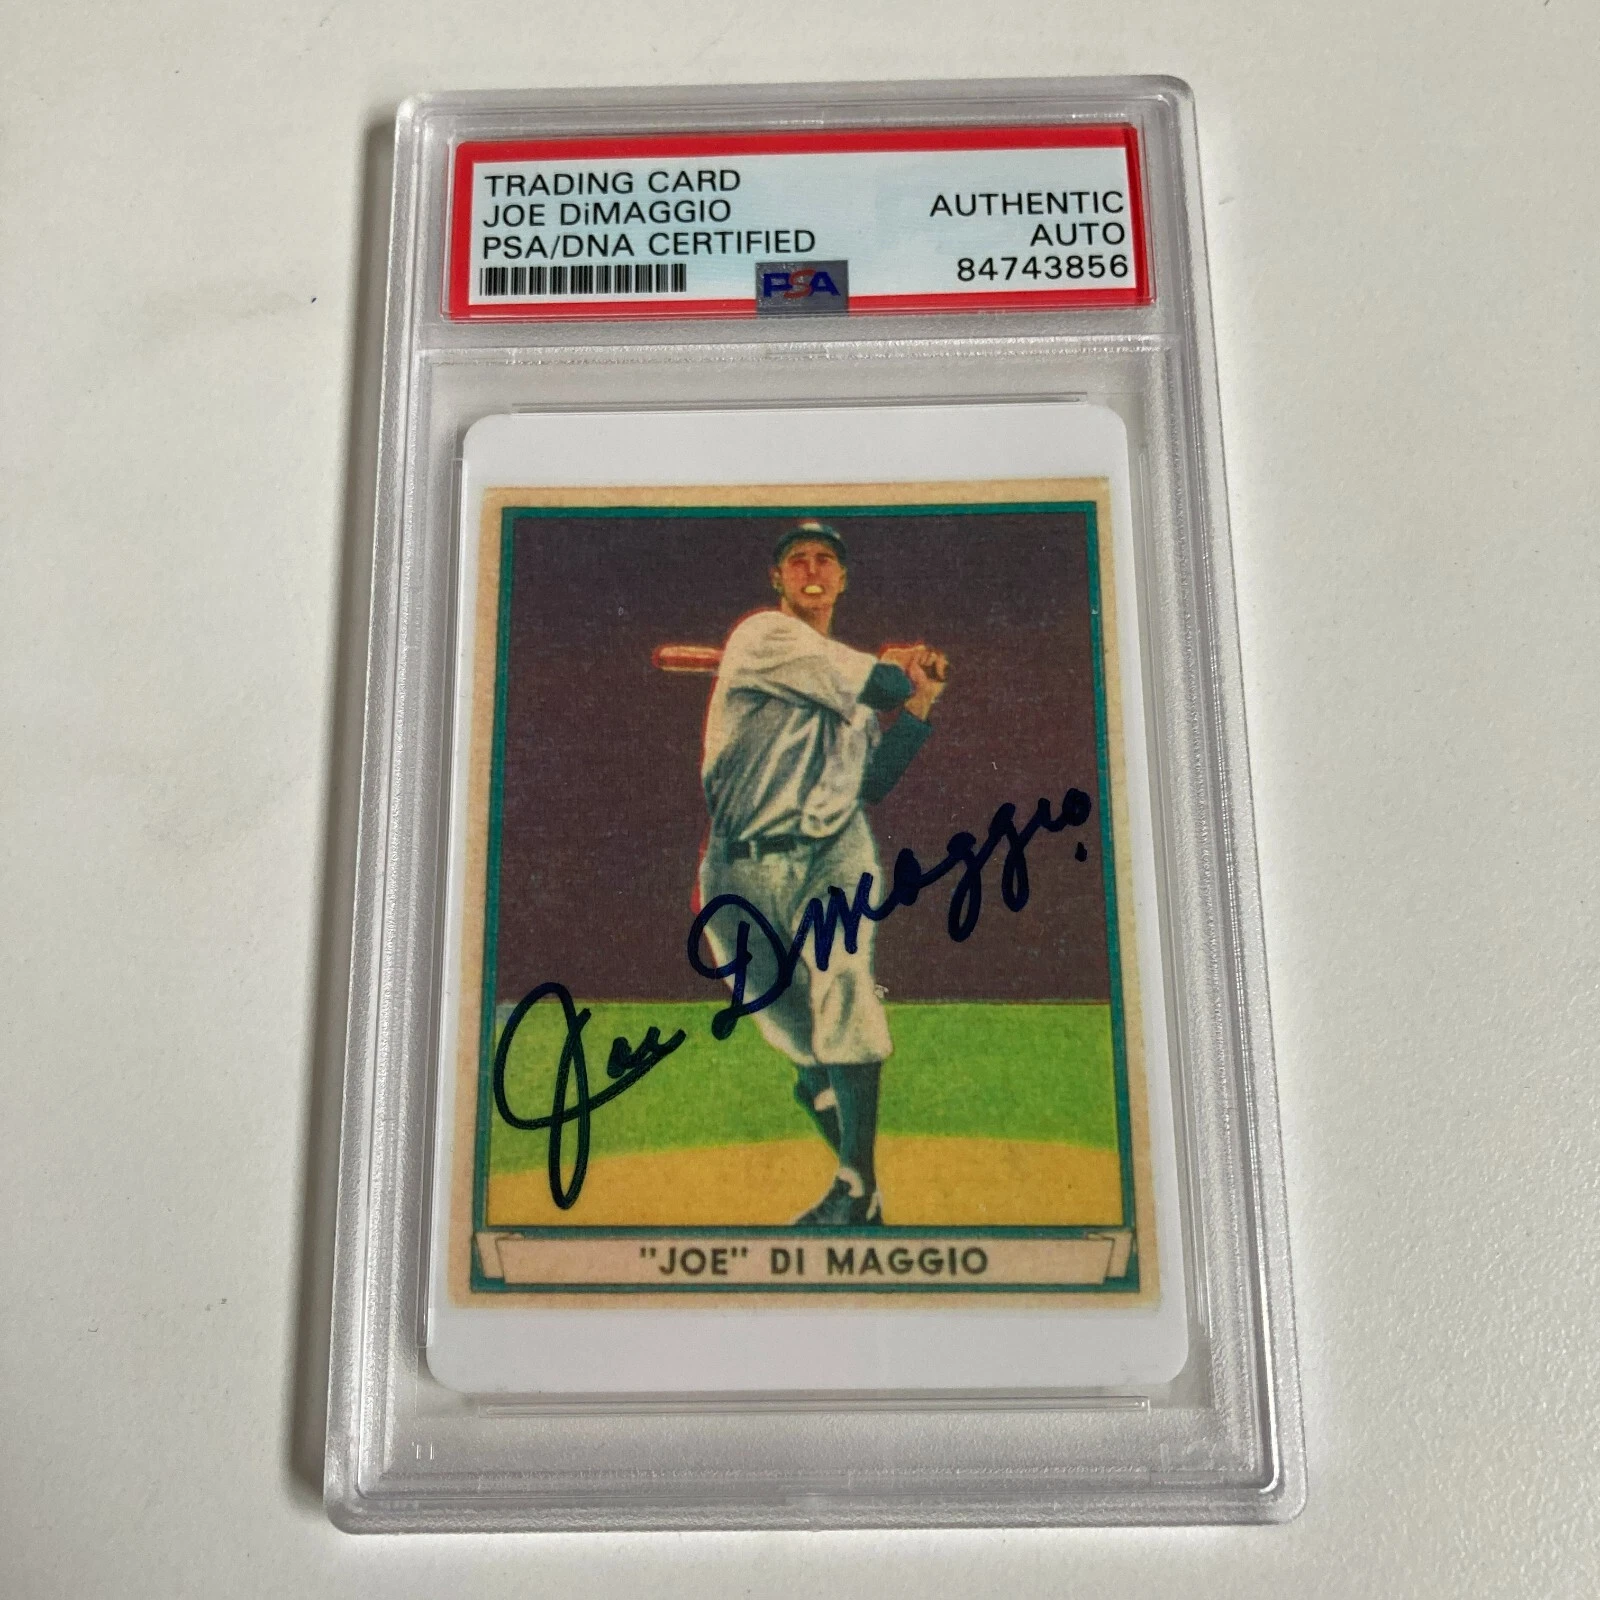 TRADING CARD
JOE DiMAGGIO
PSA/DNA CERTIFIED
AUTHENTIC
AUTO
84743856
PSA
Joe DiMaggio
"JOE" DI MAGGIO